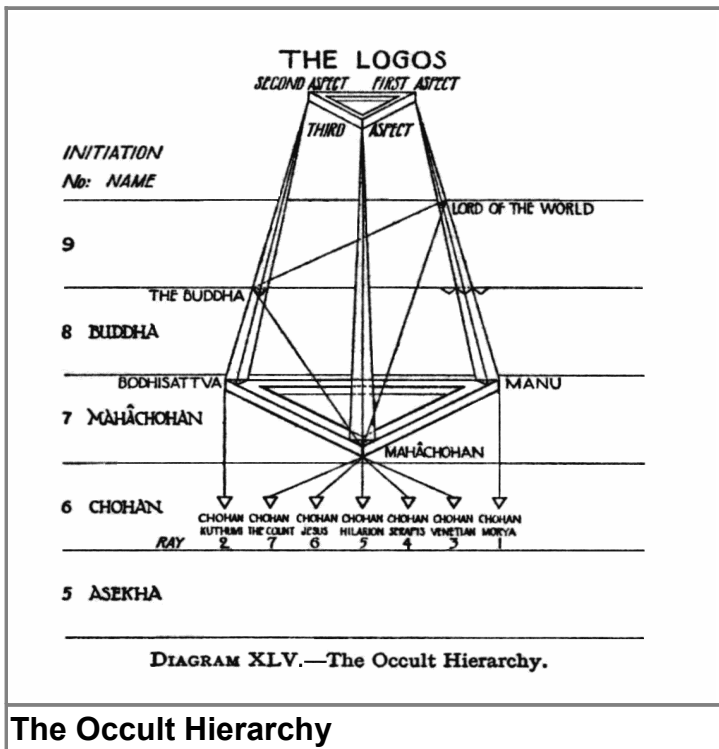 THE LOGOS
SECOND ASPECT FIRST ASPECT
THIRD ASPECT
INITIATION
No: NAME
LORD OF THE WORLD
9
THE BUDDHA
8 BUDDHA
BODHISATTVA MANU
7 MAHÂCHOHAN
MAHÂCHOHAN
6 CHOHAN
CHOHAN CHOHAN CHOHAN CHOHAN CHOHAN CHOHAN CHOHAN
KUTHUMI THE COUNT JESUS HILARION SERAPIS VENETIAN MORYA
RAY 2 7 6 5 4 3 1
5 ASEKHA
DIAGRAM XLV.—The Occult Hierarchy.
The Occult Hierarchy